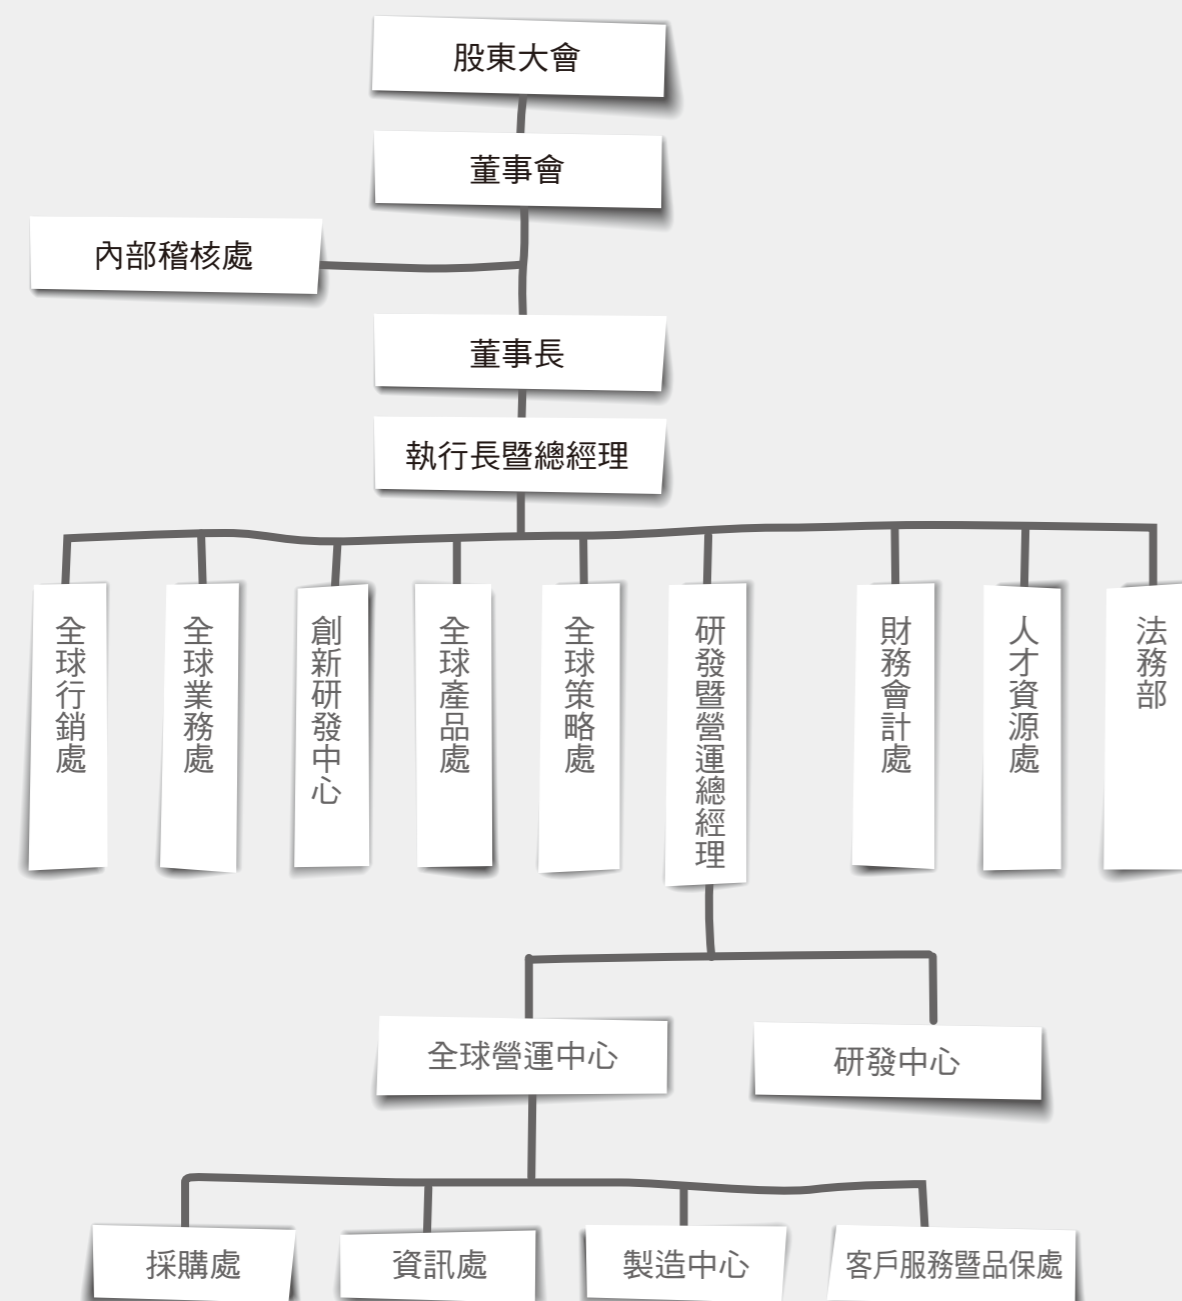 股東大會
董事會
內部稽核處
董事長
執行長暨總經理
全球行銷處
全球業務處
創新研發中心
全球產品處
全球策略處
研發暨營運總經理
財務會計處
人才資源處
法務部
全球營運中心
研發中心
採購處
資訊處
製造中心
客戶服務暨品保處